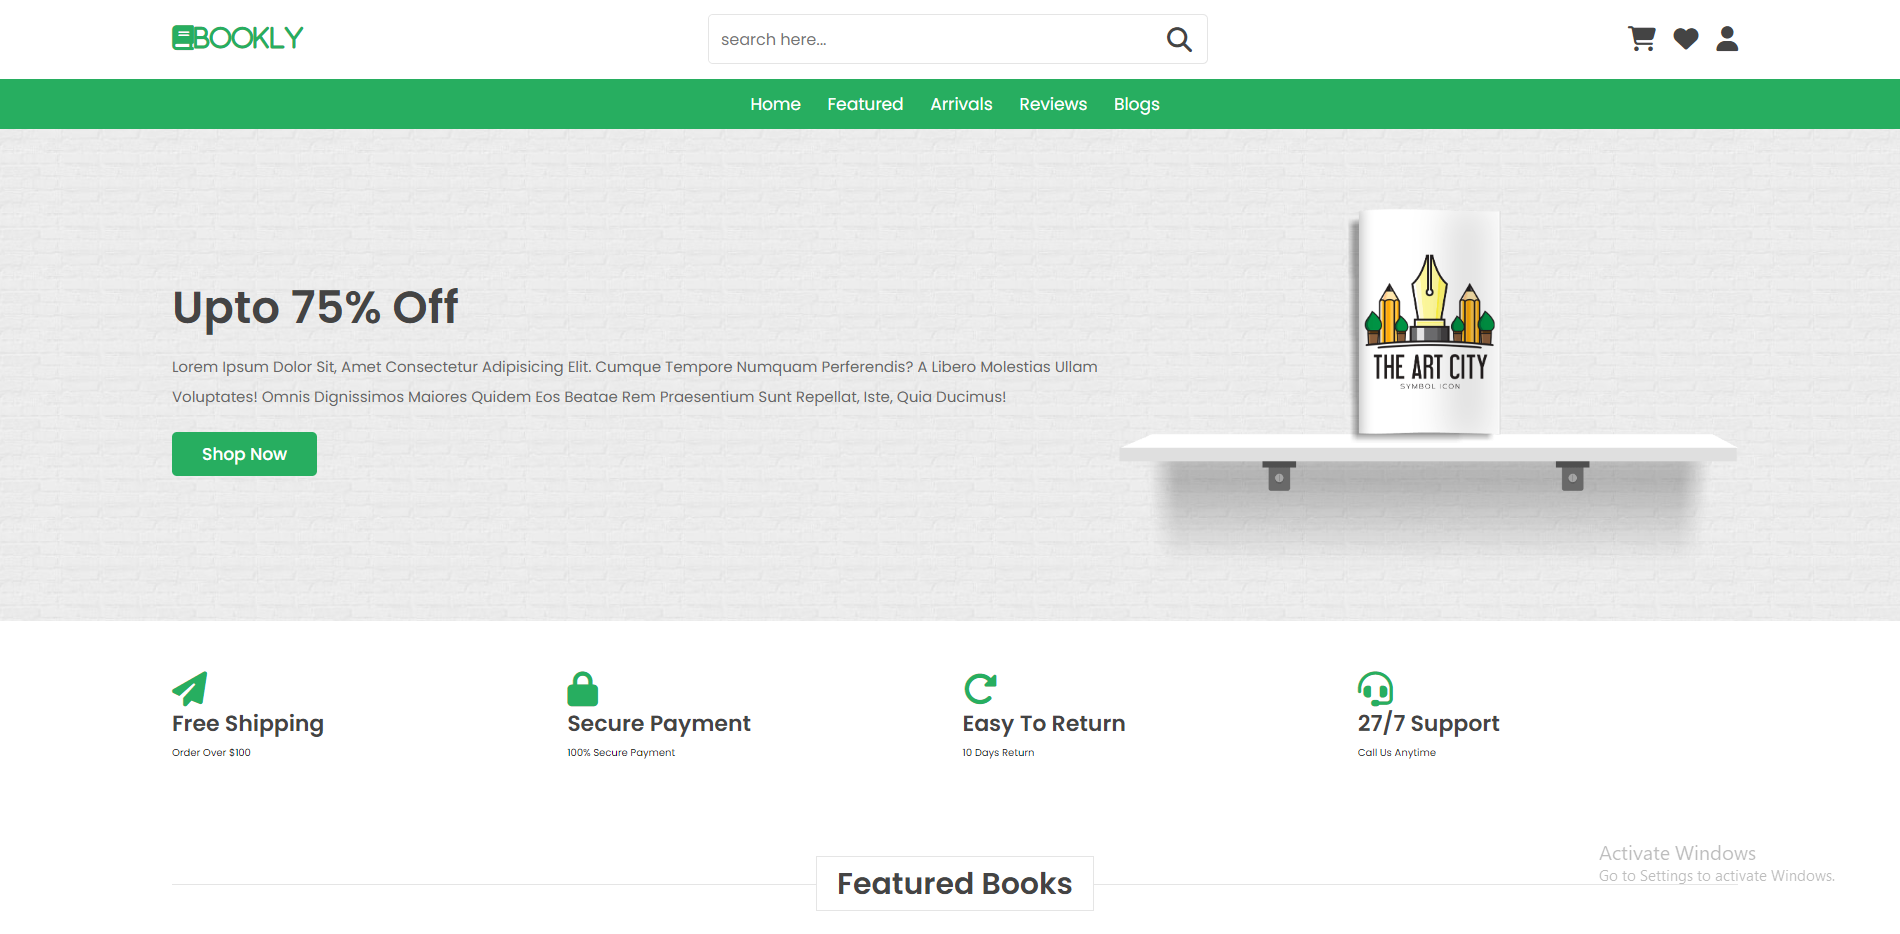 BOOKLY
search here...
Home Featured Arrivals Reviews Blogs
Upto 75% Off
Lorem Ipsum Dolor Sit, Amet Consectetur Adipisicing Elit. Cumque Tempore Numquam Perferendis? A Libero Molestias Ullam
Voluptates! Omnis Dignissimos Maiores Quidem Eos Beatae Rem Praesentium Sunt Repellat, Iste, Quia Ducimus!
Shop Now
THE ART CITY
SYMBOL ICON
Free Shipping
Order Over $100
Secure Payment
100% Secure Payment
Easy To Return
10 Days Return
27/7 Support
Call Us Anytime
Featured Books
Activate Windows
Go to Settings to activate Windows.